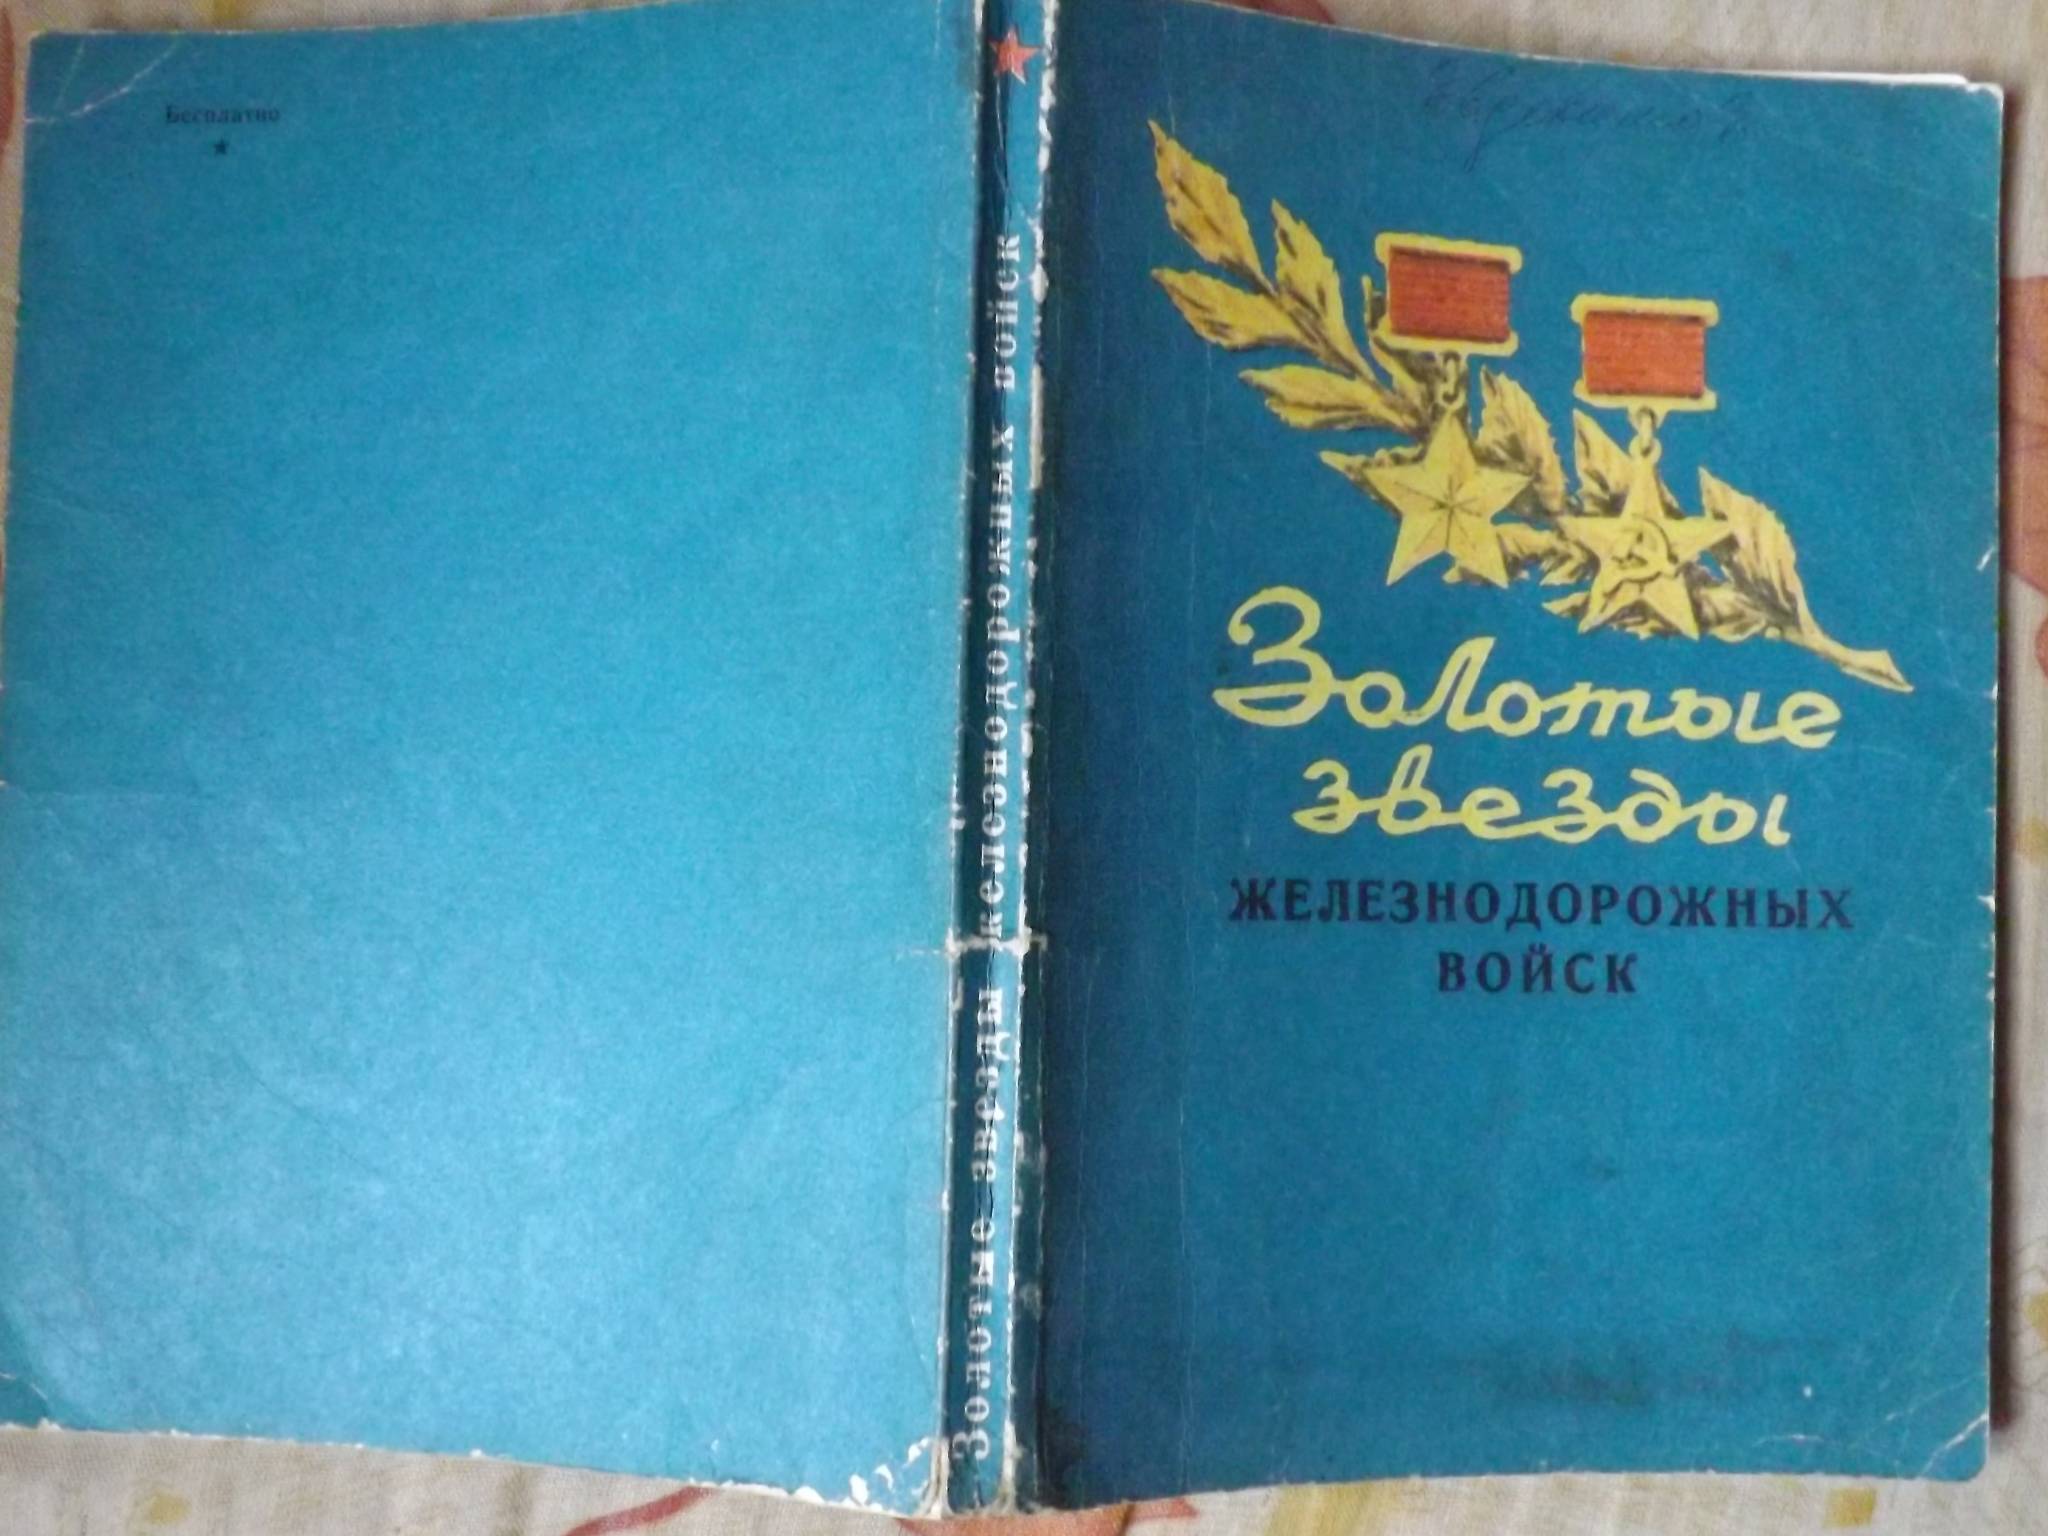 Бесплатно
Золотые звезды железнодорожных войск
Золотые
звезды
ЖЕЛЕЗНОДОРОЖНЫХ
ВОЙСК